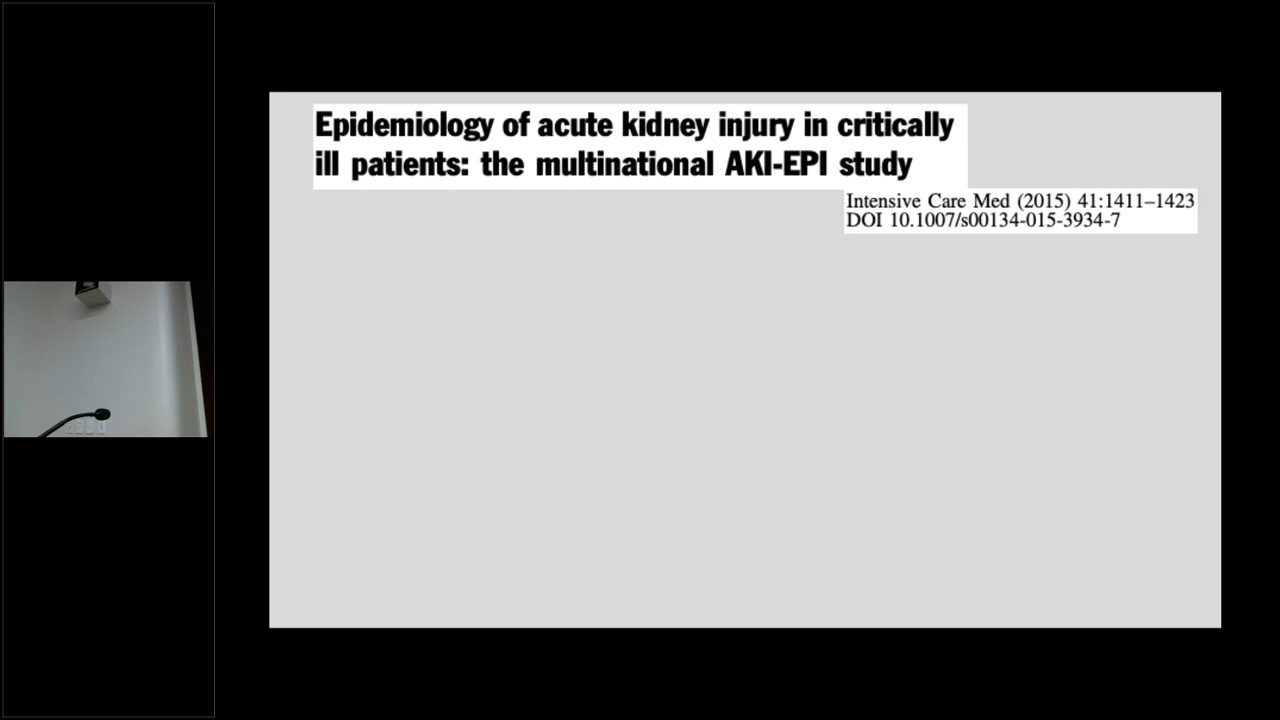 Epidemiology of acute kidney injury in critically
ill patients: the multinational AKI-EPI study
Intensive Care Med (2015) 41:1411–1423
DOI 10.1007/s00134-015-3934-7